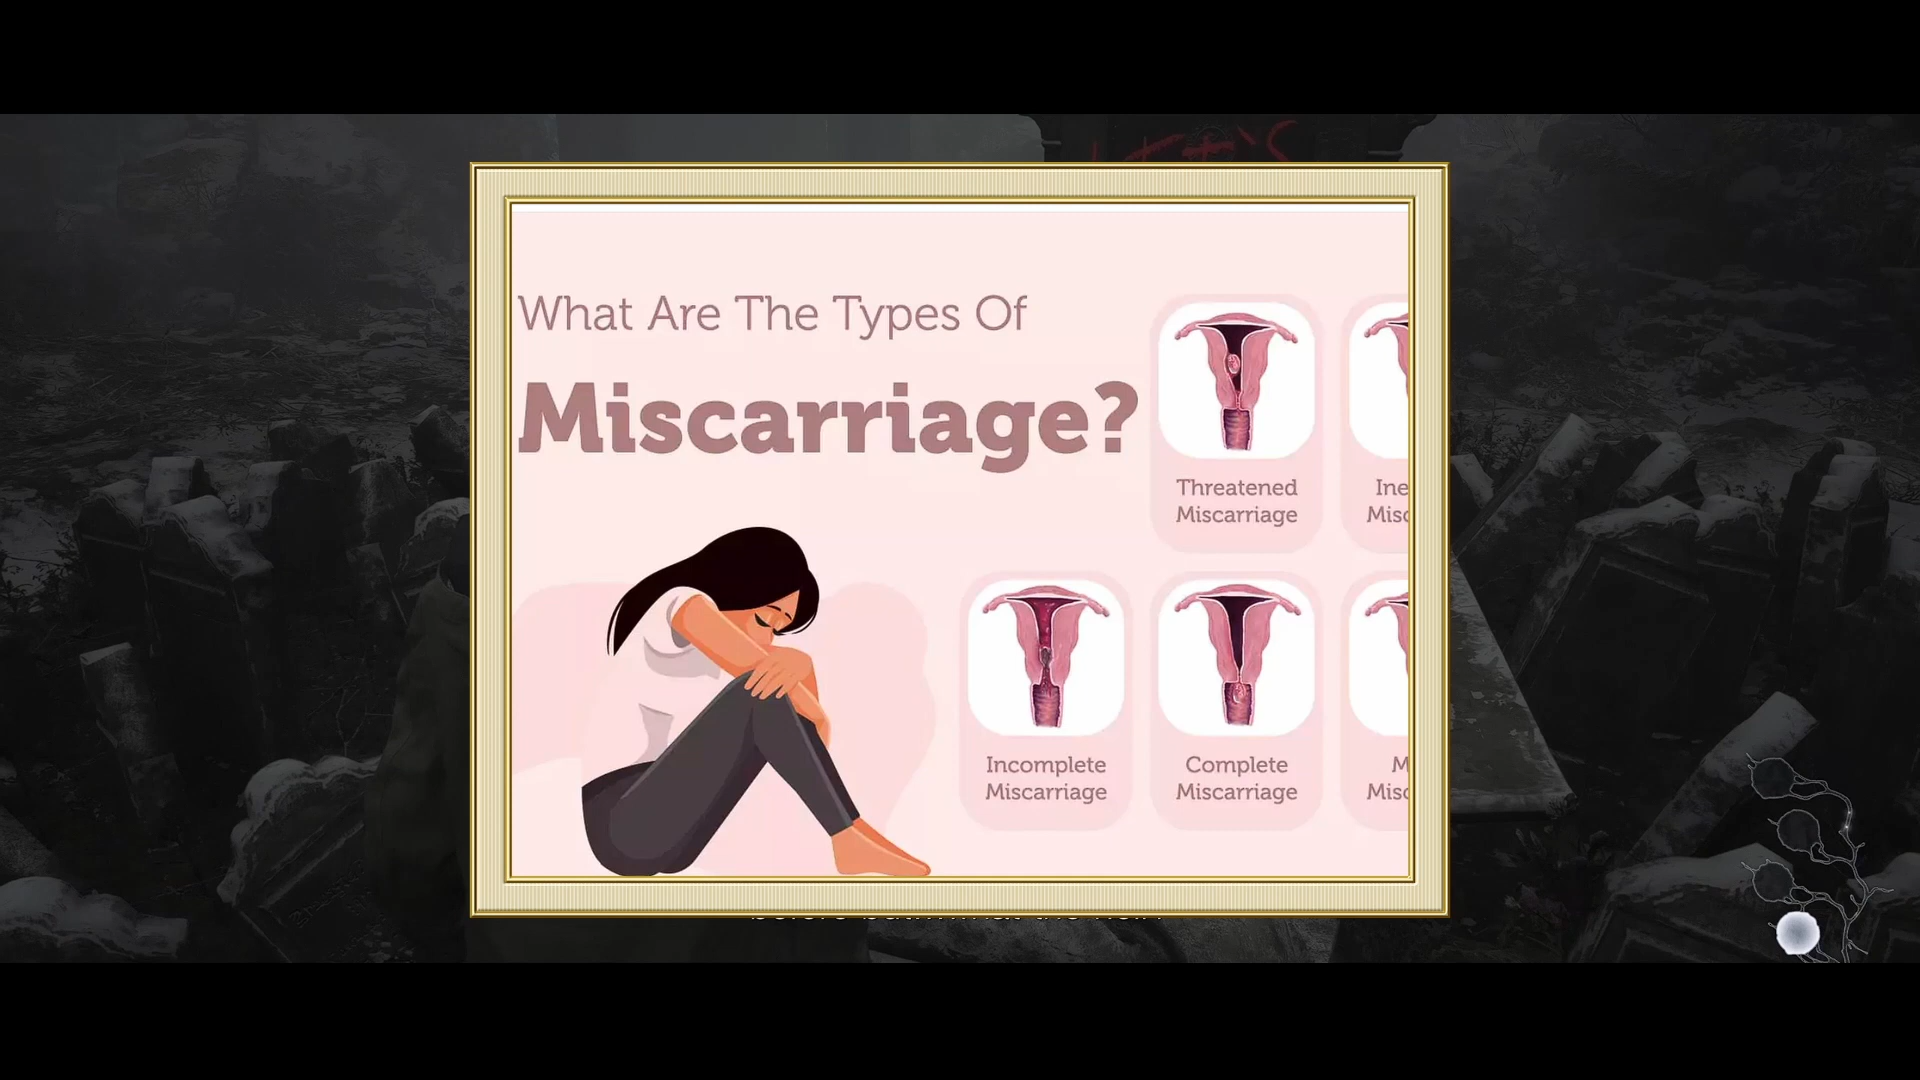 What Are The Types Of
Miscarriage?
Threatened
Miscarriage
Incomplete
Miscarriage
Complete
Miscarriage